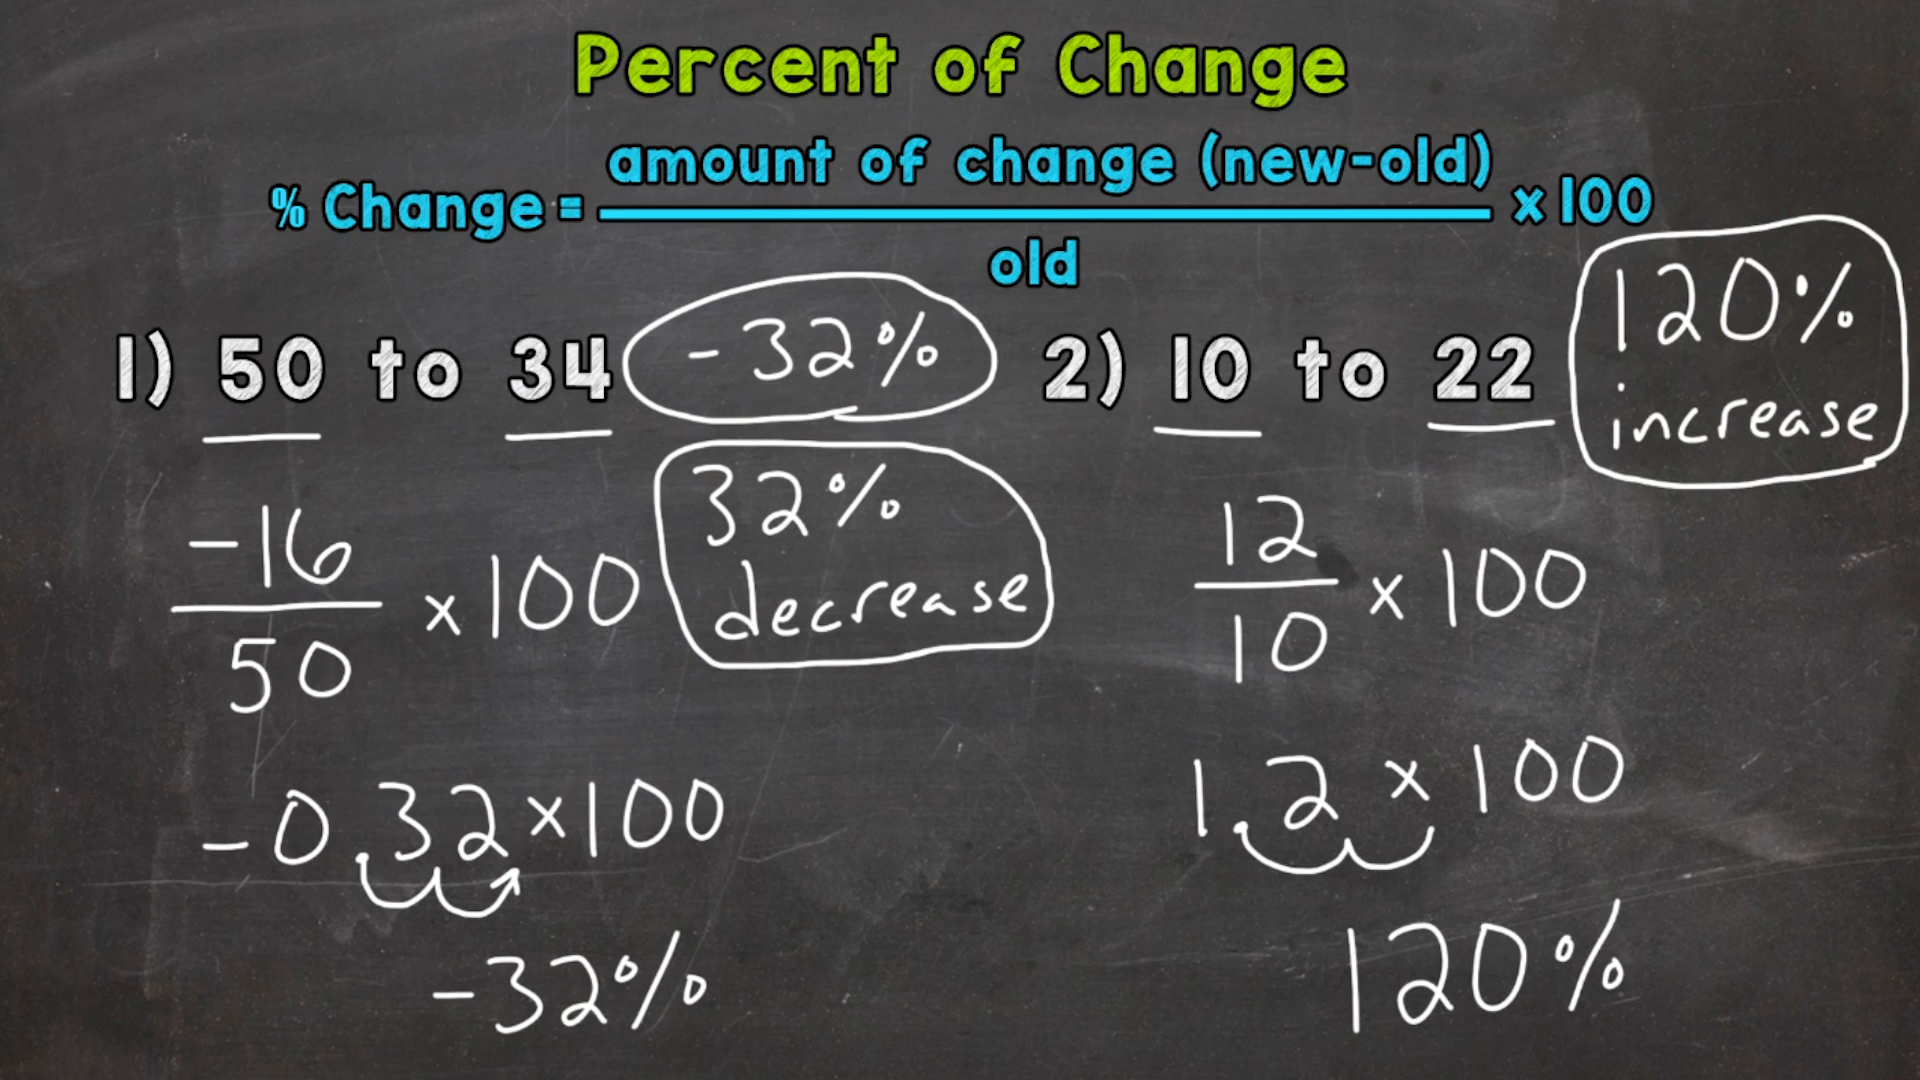 Percent of Change
% Change = amount of change (new-old) x 100
old
1) 50 to 34
-32%
32%
decrease
-16
50
x 100
-0.32 x 100
-32%
2) 10 to 22
120%
increase
12
10
x 100
1.2 x 100
120%